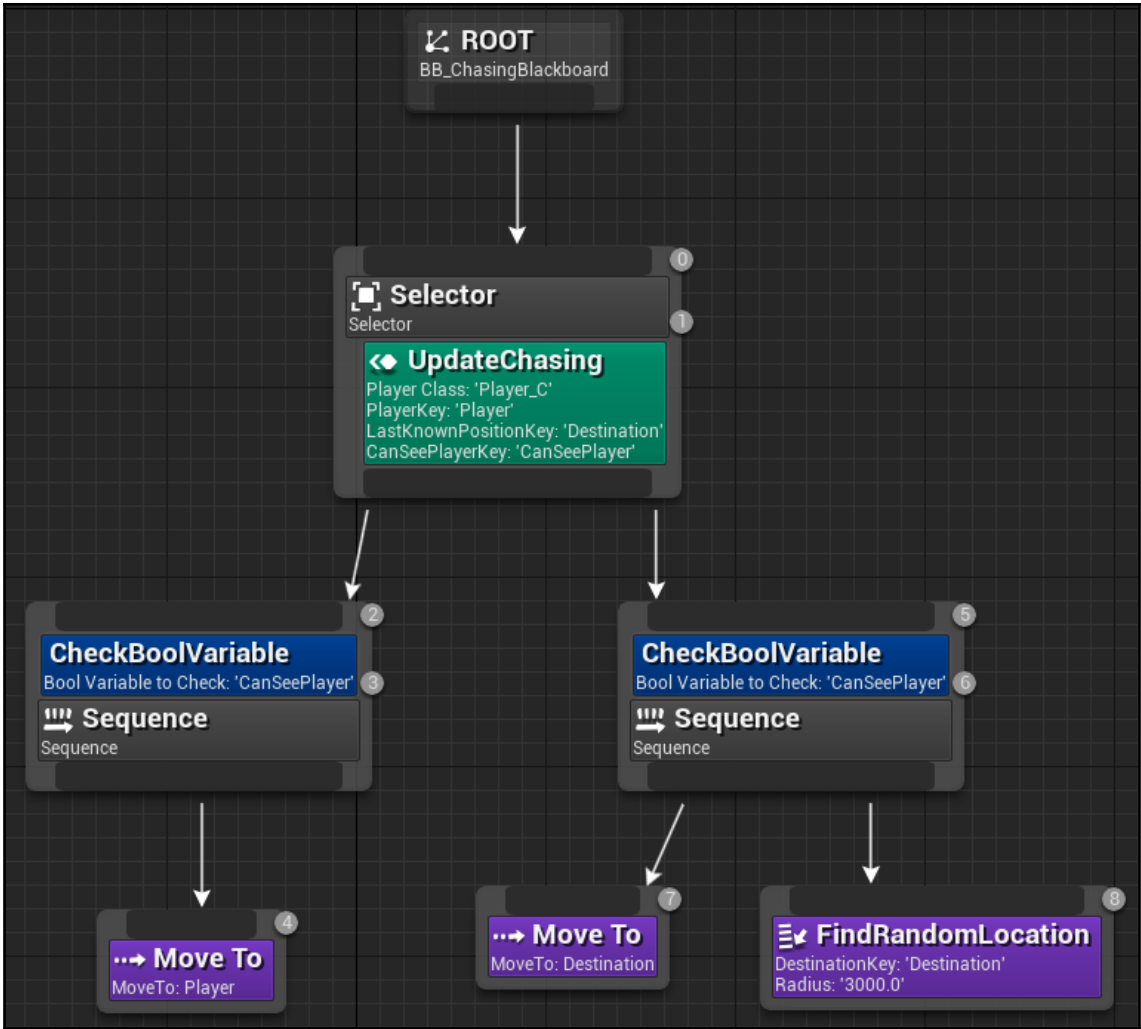 ROOT
BB_ChasingBlackboard
0
Selector
Selector
1
UpdateChasing
Player Class: 'Player_C'
PlayerKey: 'Player'
LastKnownPositionKey: 'Destination'
CanSeePlayerKey: 'CanSeePlayer'
2
CheckBoolVariable
Bool Variable to Check: 'CanSeePlayer'
3
Sequence
Sequence
5
CheckBoolVariable
Bool Variable to Check: 'CanSeePlayer'
6
Sequence
Sequence
4
Move To
MoveTo: Player
7
Move To
MoveTo: Destination
8
FindRandomLocation
DestinationKey: 'Destination'
Radius: '3000.0'